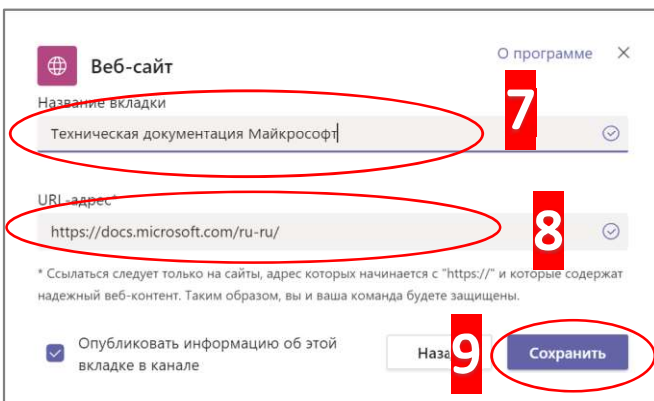 Веб-сайт
О программе
Название вкладки
7
Техническая документация Майкрософт
URL-адрес*
8
https://docs.microsoft.com/ru-ru/
* Ссылаться следует только на сайты, адрес которых начинается с "https://" и которые содержат
надежный веб-контент. Таким образом, вы и ваша команда будете защищены.
Опубликовать информацию об этой
вкладке в канале
9
Сохранить